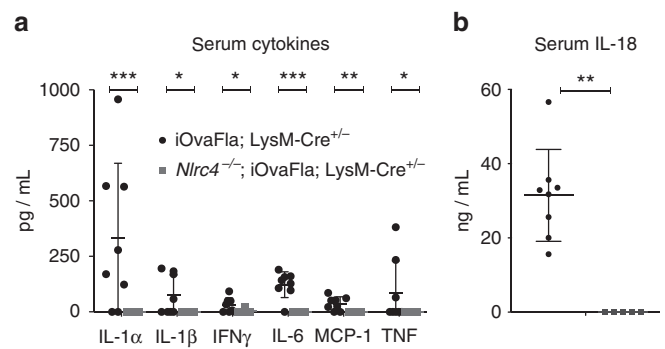 a
Serum cytokines
*** * * *** ** *
1000
750
500
250
0
pg / mL
iOvaFla; LysM-Cre+/–
Nlrc4–/–; iOvaFla; LysM-Cre+/–
IL-1α IL-1β IFNγ IL-6 MCP-1 TNF
b
Serum IL-18
**
60
40
20
0
ng / mL